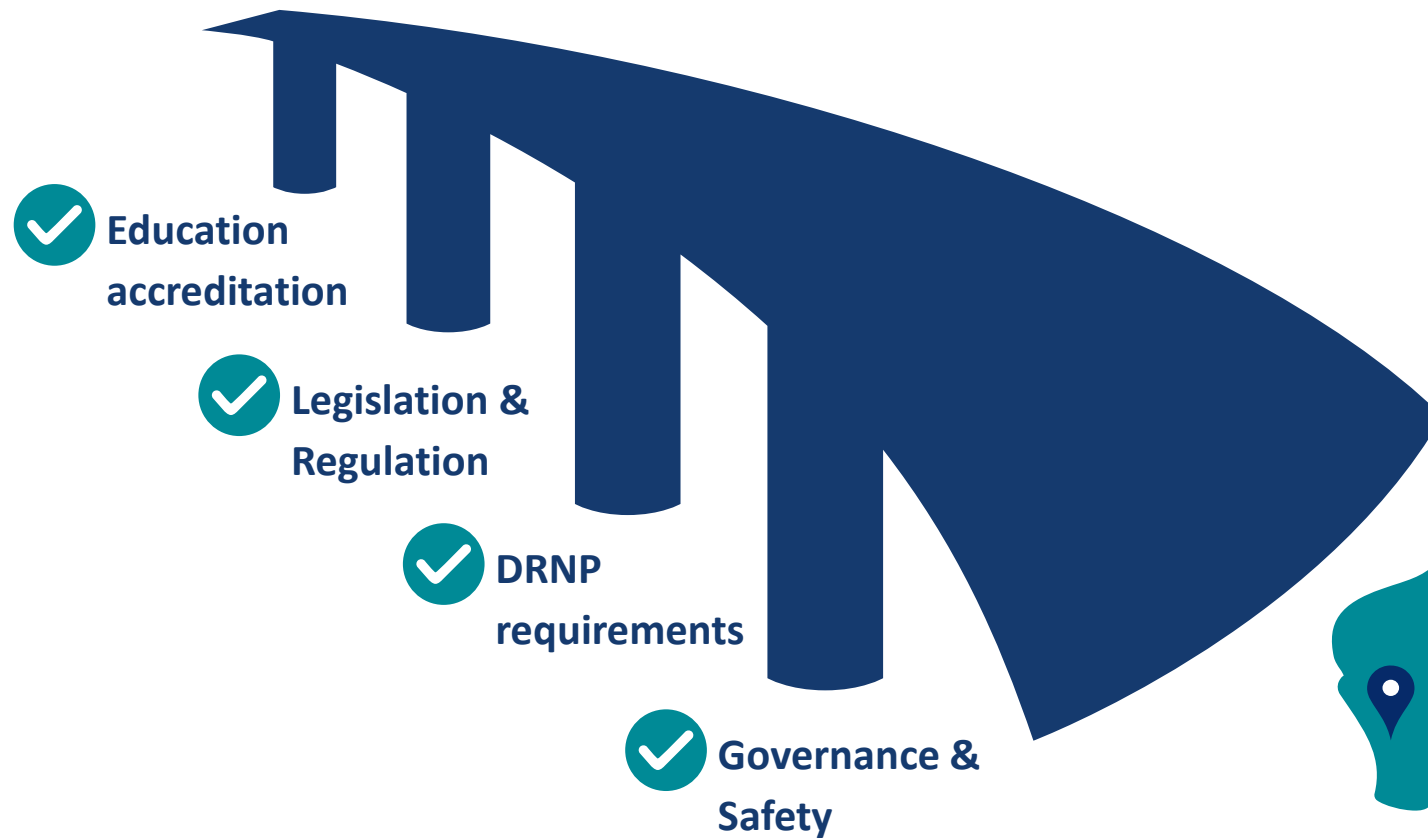 Education
accreditation
Legislation &
Regulation
DRNP
requirements
Governance &
Safety